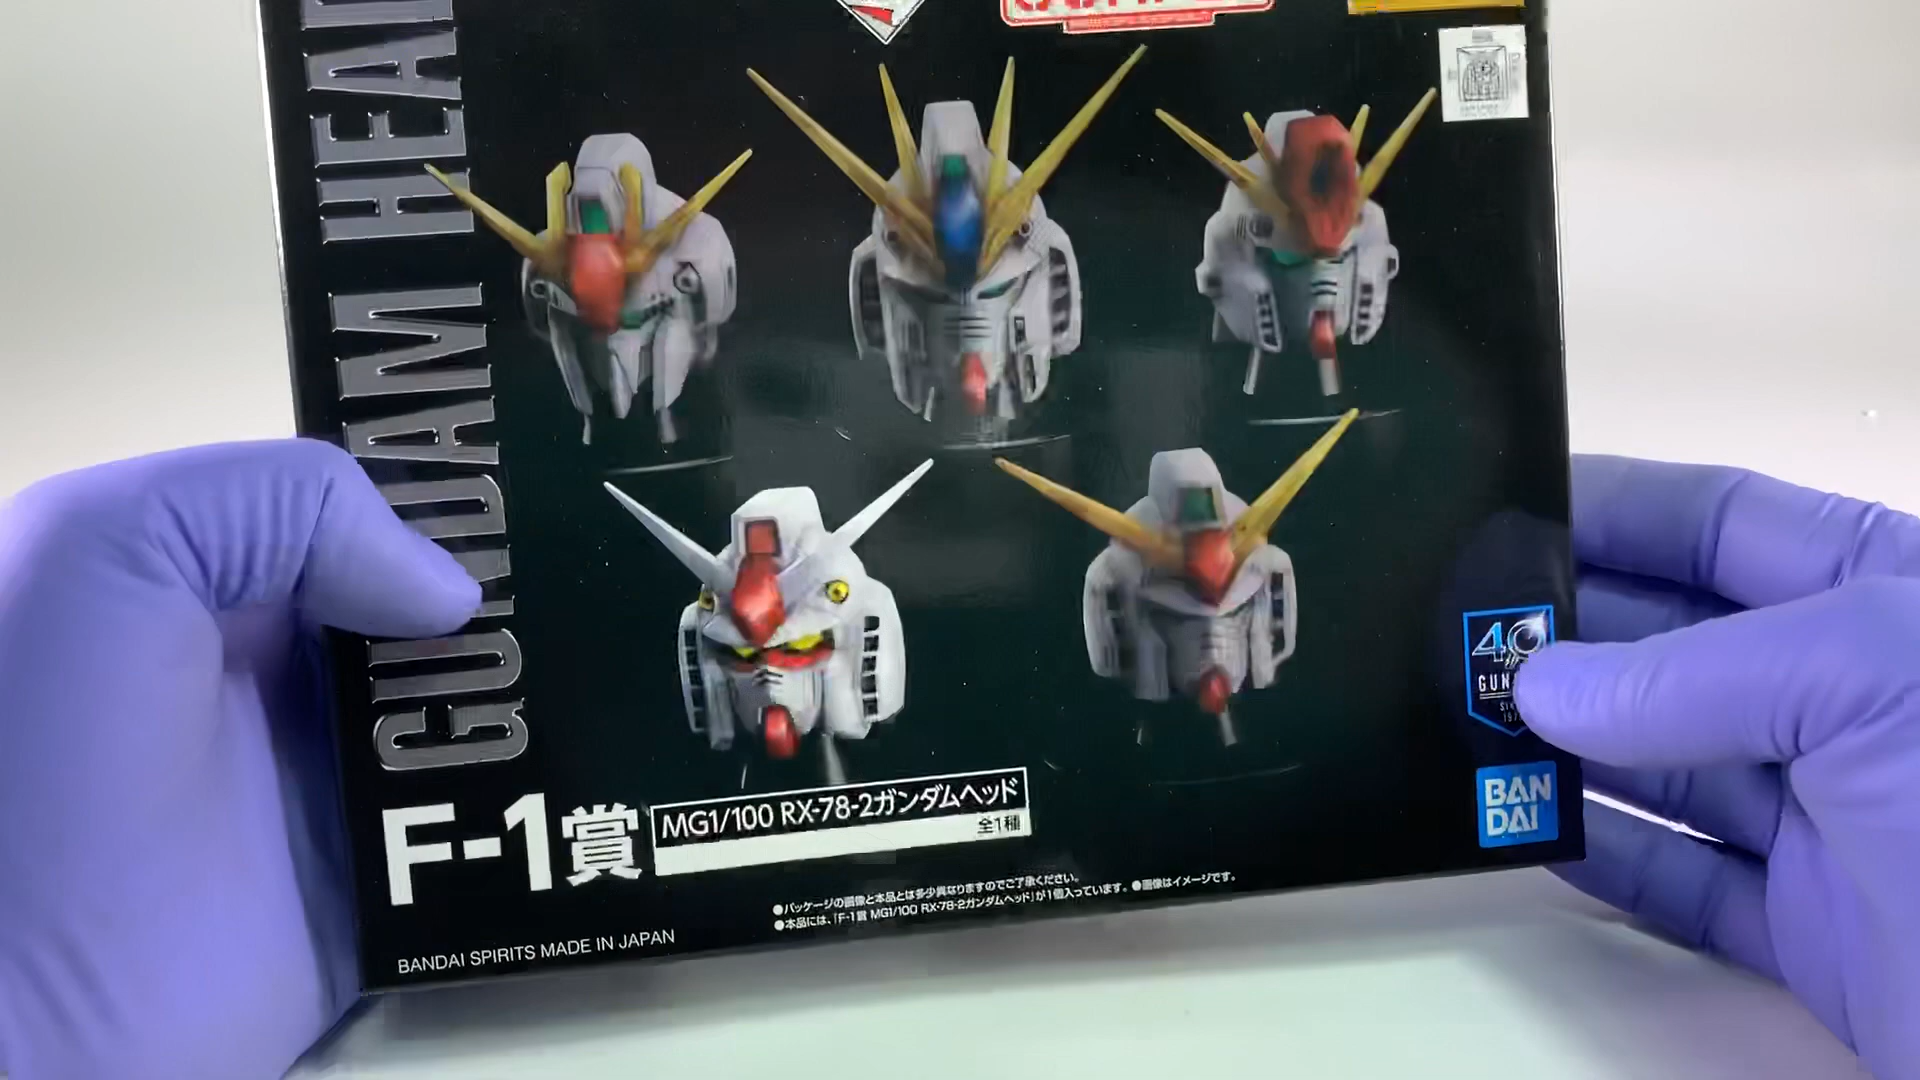 GUNDAM HEA
F-1賞
MG1/100 RX-78-2ガンダムヘッド
全1種
●パッケージの画像と本品とは多少異なりますのでご了承ください。
●本品には、「F-1賞 MG1/100 RX-78-2ガンダムヘッド」が1個入っています。 ●画像はイメージです。
BANDAI SPIRITS MADE IN JAPAN
40
GUN
BAN
DAI